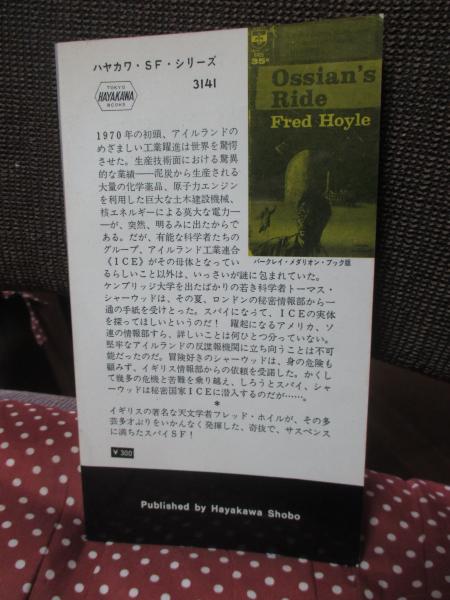 ハヤカワ・SF・シリーズ
3141
TOKYO
HAYAKAWA
BOOKS
35¢
Ossian's
Ride
Fred Hoyle
バークレイ・メダリオン・ブック版
1970年の初頭、アイルランドの
めざましい工業躍進は世界を驚愕
させた。生産技術面における驚異
的な業績——泥炭から生産される
大量の化学薬品、原子力エンジン
を利用した巨大な土木建設機械、
核エネルギーによる莫大な電力—
—が、突然、明るみに出たからで
ある。だが、有能な科学者たちの
グループ、アイルランド工業連合
《ICE》がその母体となってい
るらしいこと以外は、いっさいが謎に包まれていた。
ケンブリッジ大学を出たばかりの若き科学者トーマス・
シャーウッドは、その夏、ロンドンの秘密情報部から一
通の手紙を受けとった。スパイになって、ICEの実体
を探ってほしいというのだ! 躍起になるアメリカ、ソ
連の情報部すら、詳しいことは何ひとつ分っていない。
堅牢なアイルランドの反諜報機関に立ち向うことは不可
能だったのだ。冒険好きのシャーウッドは、身の危険も
顧みず、イギリス情報部からの依頼を受諾した。かくし
て幾多の危機と苦難を乗り越え、しろうとスパイ、シャ
ーウッドは秘密国家ICEに潜入するのだが……。
*
イギリスの著名な天文学者フレッド・ホイルが、その多
芸多才ぶりをいかんなく発揮した、奇抜で、サスペンス
に満ちたスパイSF!
¥300
Published by Hayakawa Shobo